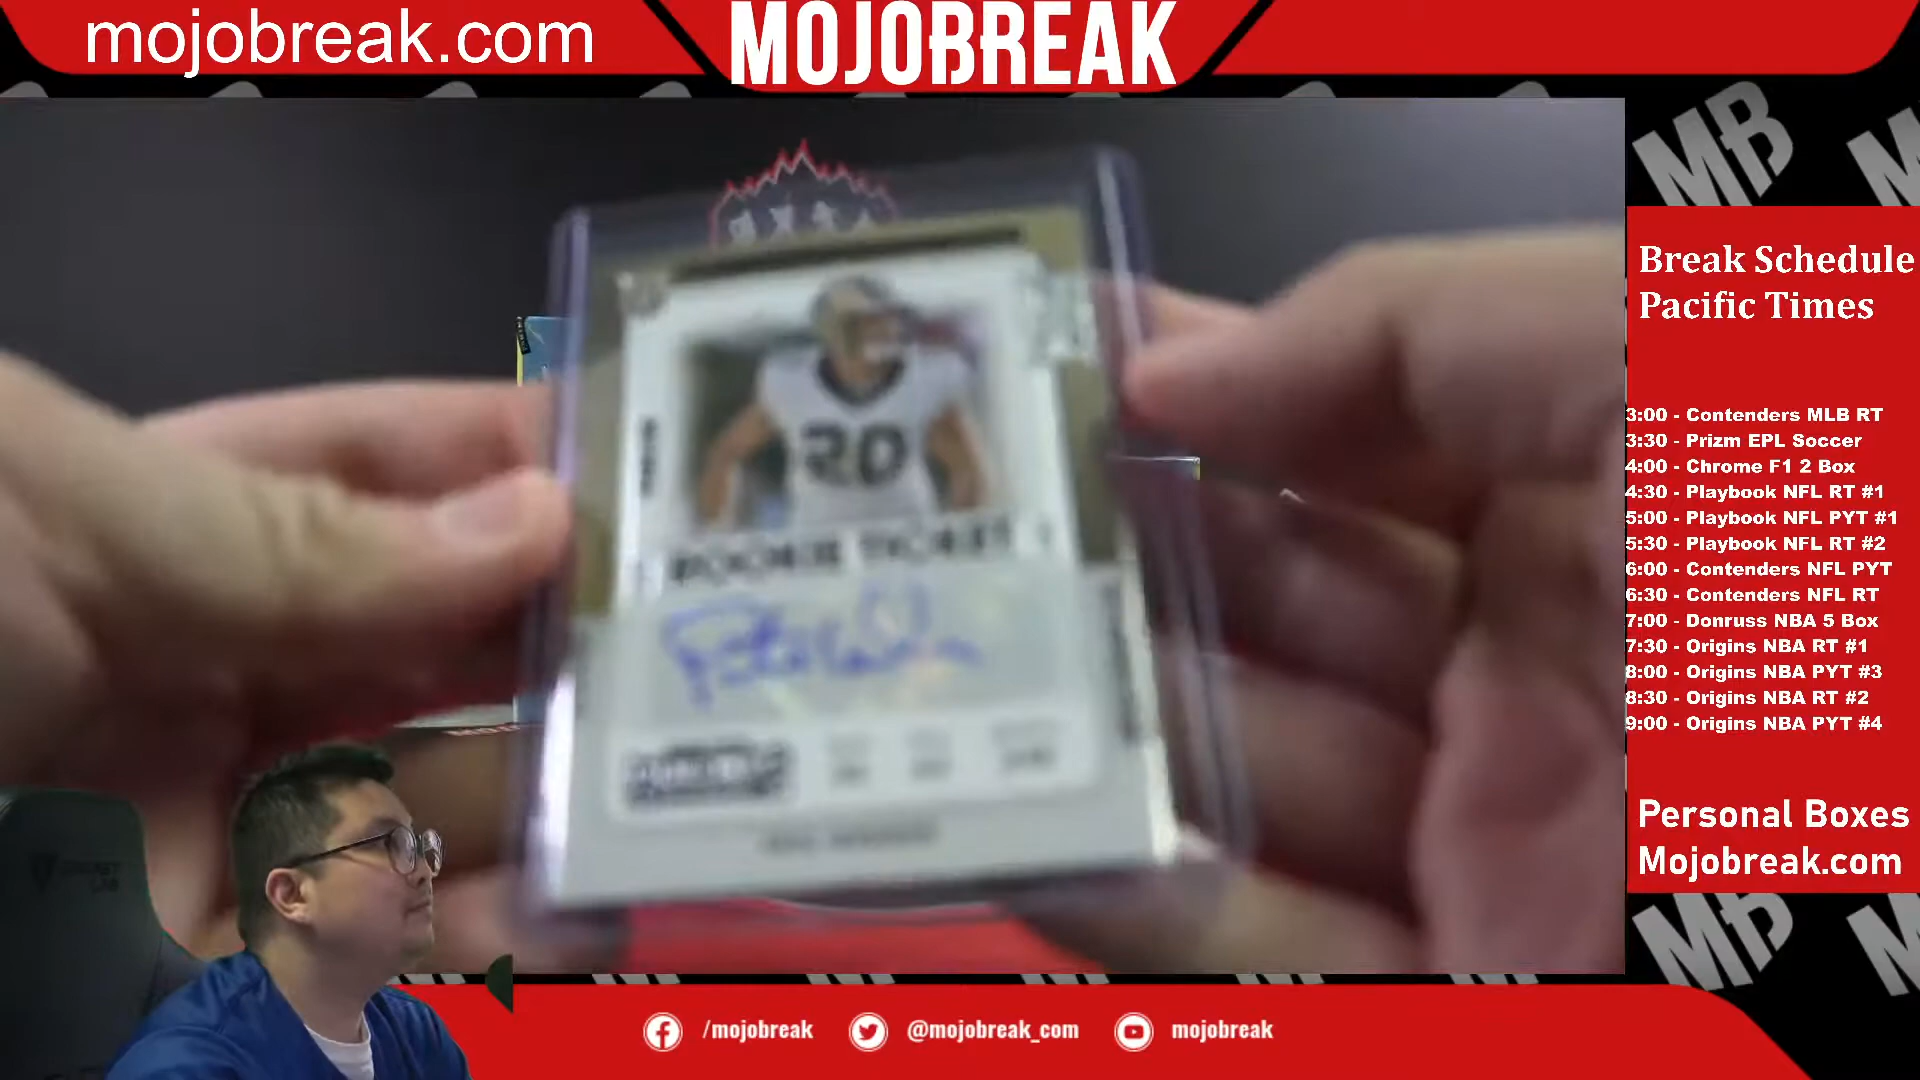 mojobreak.com
MOJOBREAK
Break Schedule
Pacific Times
3:00 - Contenders MLB RT
3:30 - Prizm EPL Soccer
4:00 - Chrome F1 2 Box
4:30 - Playbook NFL RT #1
5:00 - Playbook NFL PYT #1
5:30 - Playbook NFL RT #2
6:00 - Contenders NFL PYT
6:30 - Contenders NFL RT
7:00 - Donruss NBA 5 Box
7:30 - Origins NBA RT #1
8:00 - Origins NBA PYT #3
8:30 - Origins NBA RT #2
9:00 - Origins NBA PYT #4
Personal Boxes
Mojobreak.com
MB
MB
20
ROOKIE TICKET
/mojobreak
@mojobreak_com
mojobreak